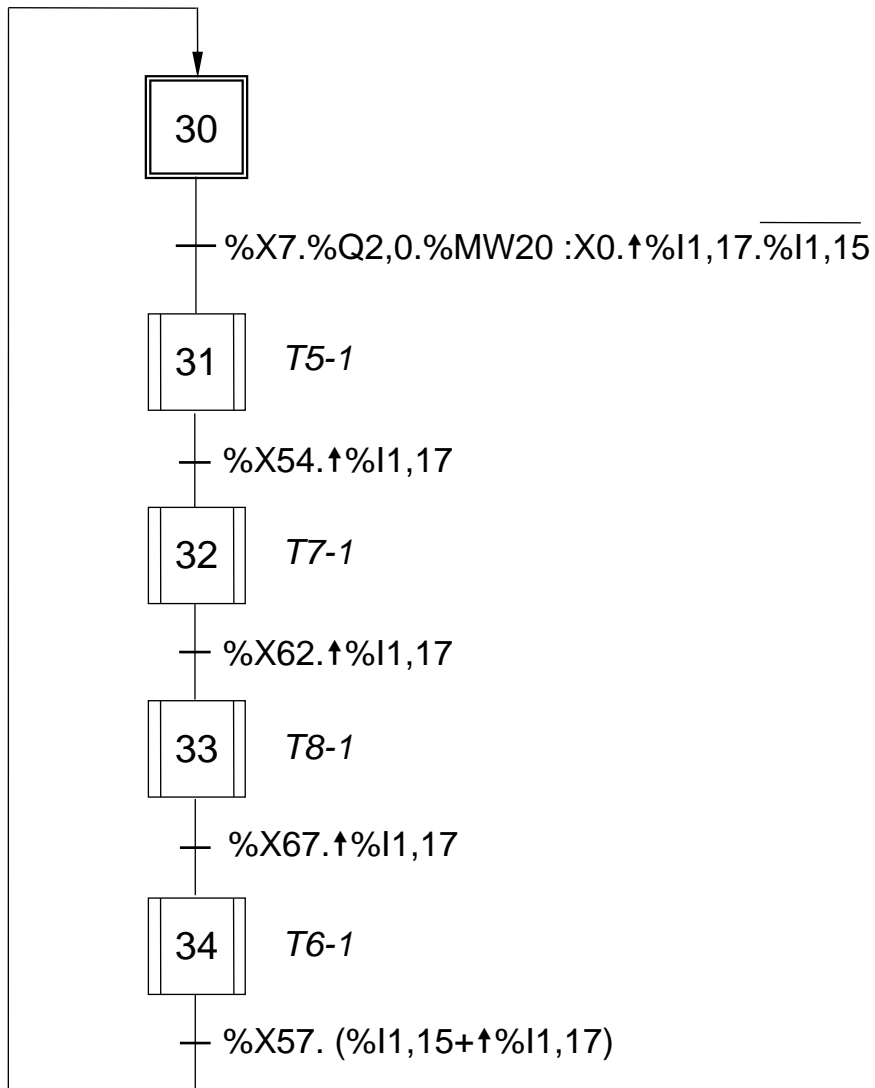 30
%X7.%Q2,0.%MW20 :X0.↑%I1,17.%I1,15
31 T5-1
%X54.↑%I1,17
32 T7-1
%X62.↑%I1,17
33 T8-1
%X67.↑%I1,17
34 T6-1
%X57. (%I1,15+↑%I1,17)